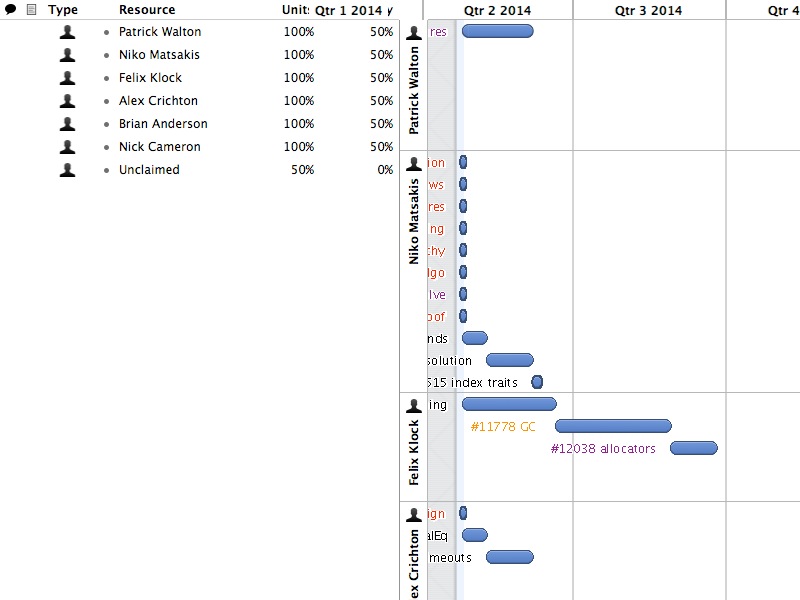 Type Resource Unit: Qtr 1 2014 y Qtr 2 2014 Qtr 3 2014 Qtr 4
Patrick Walton 100% 50%
Niko Matsakis 100% 50%
Felix Klock 100% 50%
Alex Crichton 100% 50%
Brian Anderson 100% 50%
Nick Cameron 100% 50%
Unclaimed 50% 0%
Patrick Walton
res
Niko Matsakis
ion
ws
res
ng
chy
lgo
lve
oof
nds
solution
515 index traits
Felix Klock
ing
#11778 GC
#12038 allocators
ex Crichton
ign
alEq
meouts